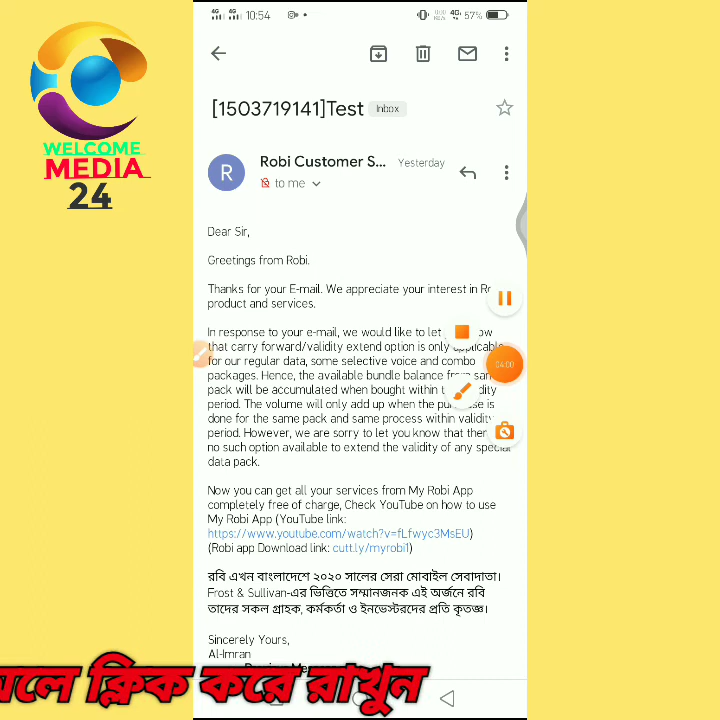 4G 4G 10:54
4G 57%
WELCOME
MEDIA
24
[1503719141]Test Inbox
Robi Customer S... Yesterday
R
to me
Dear Sir,
Greetings from Robi.
Thanks for your E-mail. We appreciate your interest in
product and services.
In response to your e-mail, we would like to let
that carry forward/validity extend option is only applicable
for our regular data, some selective voice and combo
packages. Hence, the available bundle balance from
pack will be accumulated when bought within
period. The volume will only add up when the is
done for the same pack and same process within validity
period. However, we are sorry to let you know that
no such option available to extend the validity of any special
data pack.
04:00
Now you can get all your services from My Robi App
completely free of charge, Check YouTube on how to use
My Robi App (YouTube link:
https://www.youtube.com/watch?v=fLfwyc3MsEU)
(Robi app Download link: cutt.ly/myrobi1)
রবি এখন বাংলাদেশে ২০২০ সালের সেরা মোবাইল সেবাদাতা।
Frost & Sullivan-এর ভিত্তিতে সম্মানজনক এই অর্জনে রবি
তাদের সকল গ্রাহক, কর্মকর্তা ও ইনভেস্টরদের প্রতি কৃতজ্ঞ।
Sincerely Yours,
Al-Imran
ক্লিক করে রাখুন